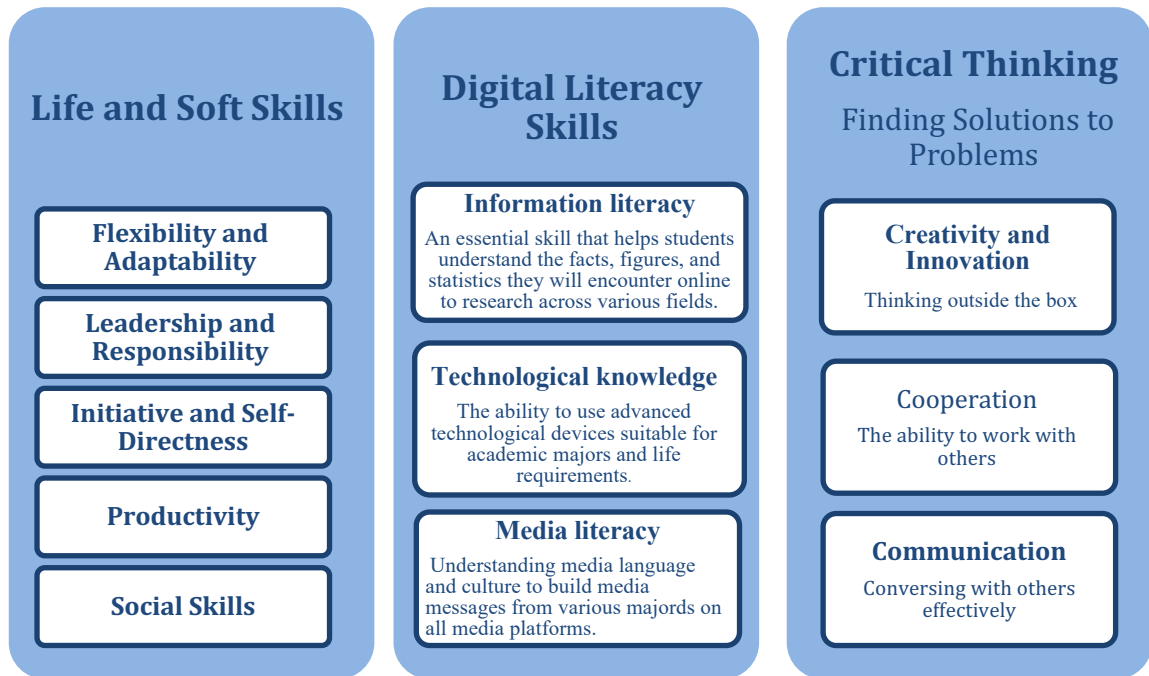 Life and Soft Skills
Flexibility and
Adaptability
Leadership and
Responsibility
Initiative and Self-
Directness
Productivity
Social Skills
Digital Literacy
Skills
Information literacy
An essential skill that helps students
understand the facts, figures, and
statistics they will encounter online
to research across various fields.
Technological knowledge
The ability to use advanced
technological devices suitable for
academic majors and life
requirements.
Media literacy
Understanding media language
and culture to build media
messages from various majords on
all media platforms.
Critical Thinking
Finding Solutions to
Problems
Creativity and
Innovation
Thinking outside the box
Cooperation
The ability to work with
others
Communication
Conversing with others
effectively